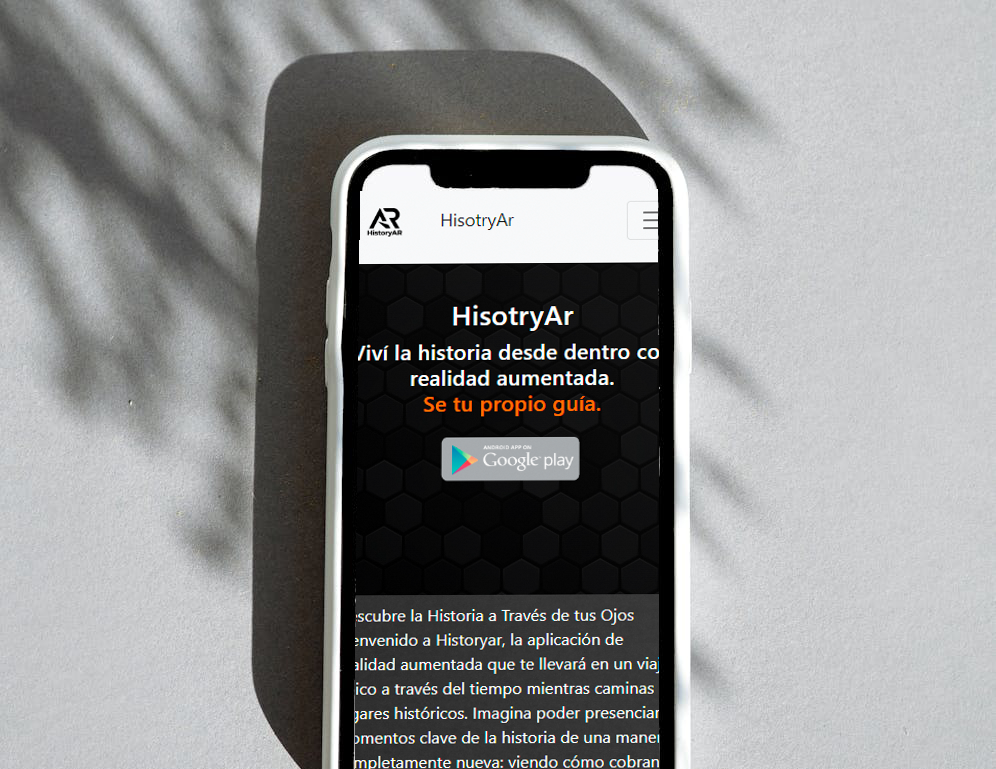 AR
HistoryAR
HisotryAr
HisotryAr
Viví la historia desde dentro co
realidad aumentada.
Se tu propio guía.
ANDROID APP ON
Google play
escubre la Historia a Través de tus Ojos
envenido a Historyar, la aplicación de
alidad aumentada que te llevará en un viaj
ico a través del tiempo mientras caminas
gares históricos. Imagina poder presenciar
omentos clave de la historia de una maner
mpletamente nueva: viendo cómo cobran